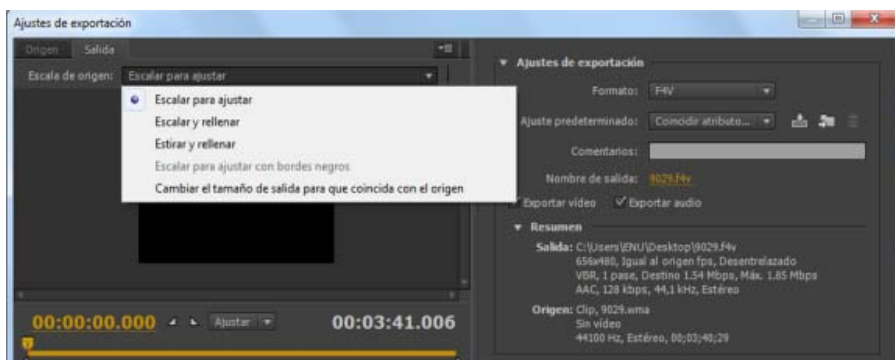 Ajustes de exportación
Origen Salida
Escala de origen: Escalar para ajustar
Escalar para ajustar
Escalar y rellenar
Estirar y rellenar
Escalar para ajustar con bordes negros
Cambiar el tamaño de salida para que coincida con el origen
00:00:00.000 Ajustar 00:03:41.006
Ajustes de exportación
Formato: F4V
Ajuste predeterminado: Coincidir atributo...
Comentarios:
Nombre de salida: 9029.f4v
Exportar vídeo Exportar audio
Resumen
Salida: C:\Users\ENU\Desktop\9029.f4v
656x480, Igual al origen fps, Desentrelazado
VBR, 1 pase, Destino 1.54 Mbps, Máx. 1.85 Mbps
AAC, 128 kbps, 44,1 kHz, Estéreo
Origen: Clip, 9029.wma
Sin vídeo
44100 Hz, Estéreo, 00;03;40;29